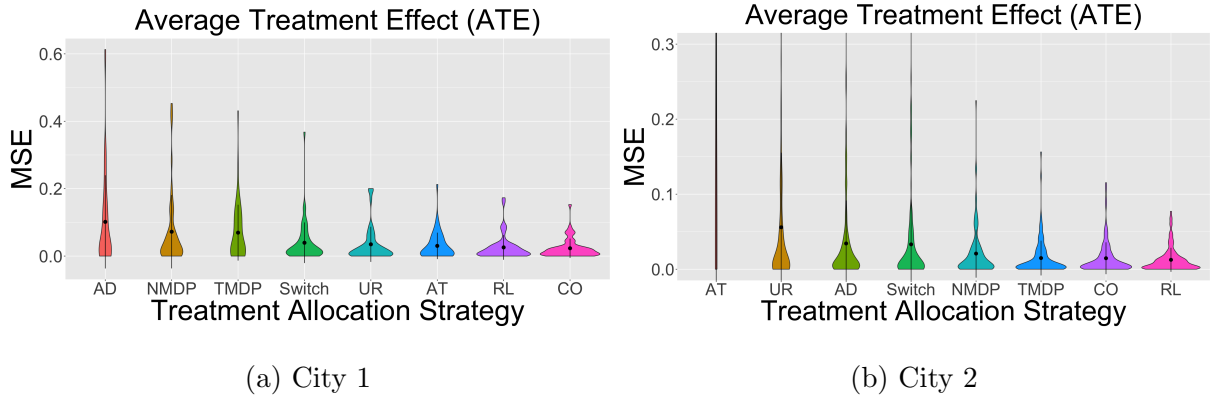 Average Treatment Effect (ATE)
MSE
0.6
0.4
0.2
0.0
AD NMDP TMDP Switch UR AT RL CO
Treatment Allocation Strategy
(a) City 1
Average Treatment Effect (ATE)
MSE
0.3
0.2
0.1
0.0
AT UR AD Switch NMDP TMDP CO RL
Treatment Allocation Strategy
(b) City 2